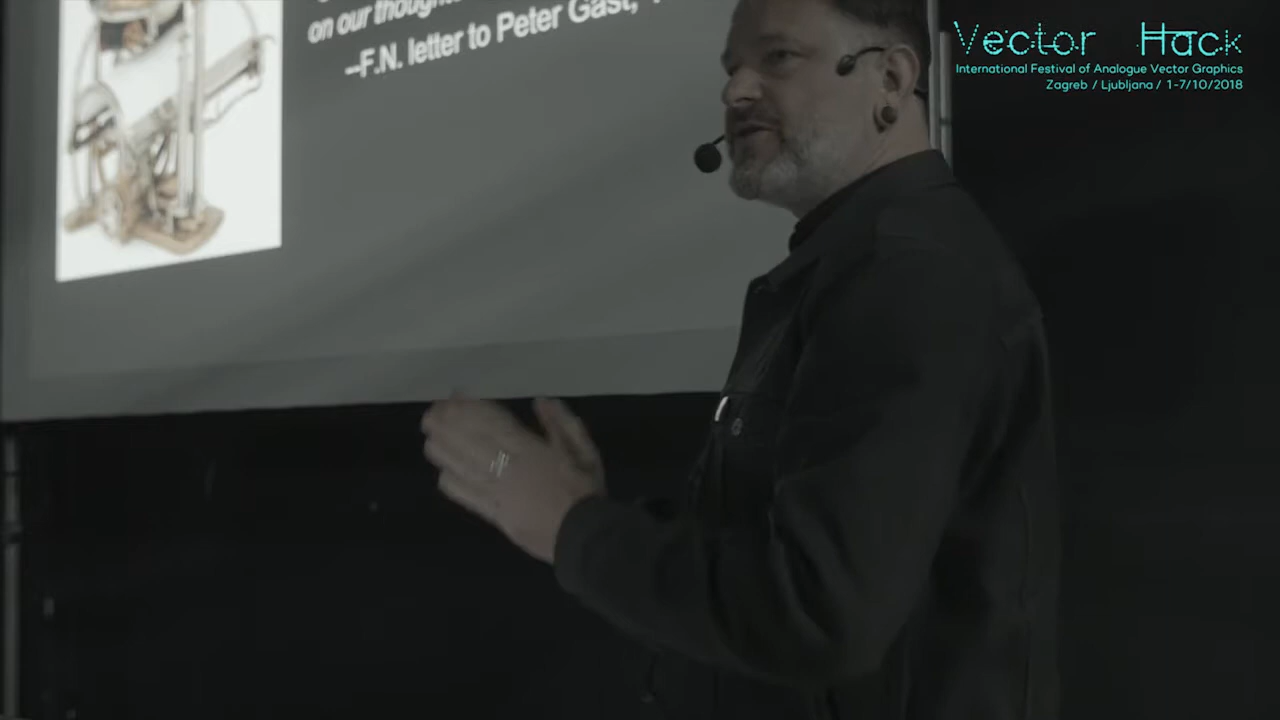 on our thought
–F.N. letter to Peter Gast,
Vector Hack
International Festival of Analogue Vector Graphics
Zagreb / Ljubljana / 1-7/10/2018